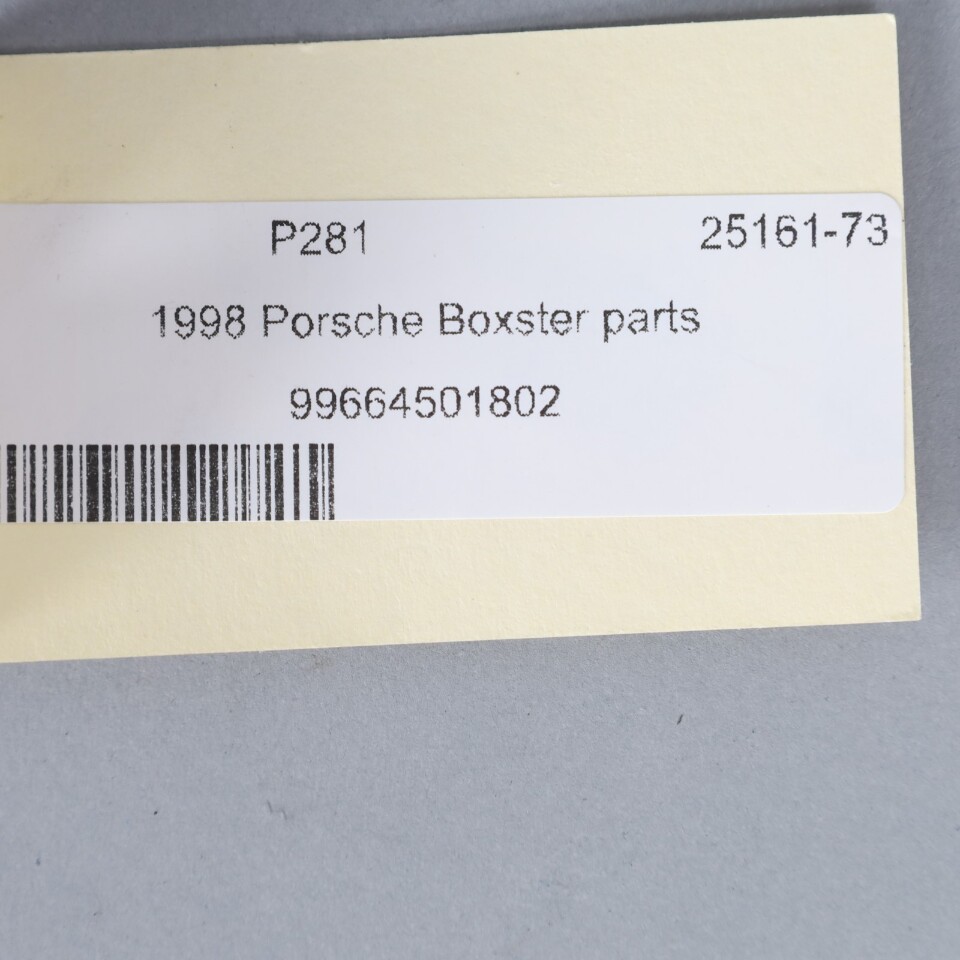 P281 25161-73
1998 Porsche Boxster parts
99664501802